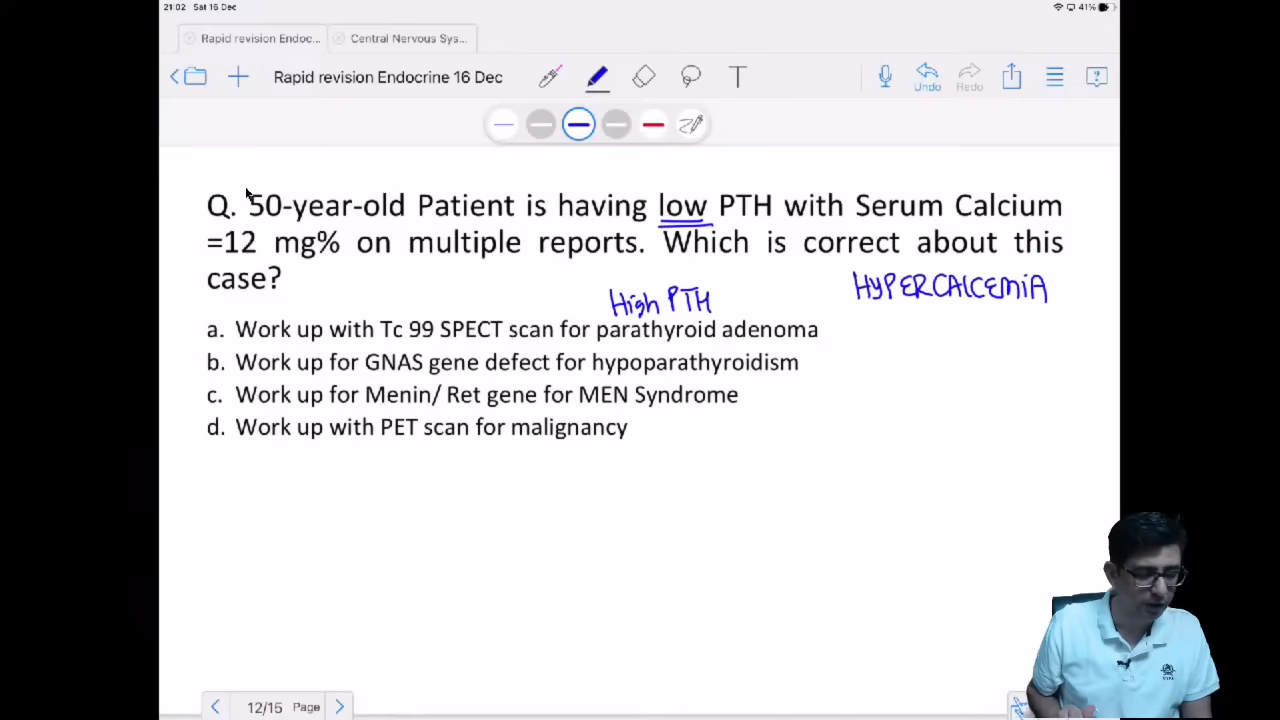 21:02 Sat 16 Dec
41%
Rapid revision Endoc...
Central Nervous Sys...
Rapid revision Endocrine 16 Dec
T
Undo
Redo
Q. 50-year-old Patient is having low PTH with Serum Calcium
=12 mg% on multiple reports. Which is correct about this
case?
HYPERCALCEMIA
High PTH
a. Work up with Tc 99 SPECT scan for parathyroid adenoma
b. Work up for GNAS gene defect for hypoparathyroidism
c. Work up for Menin/ Ret gene for MEN Syndrome
d. Work up with PET scan for malignancy
12/15 Page